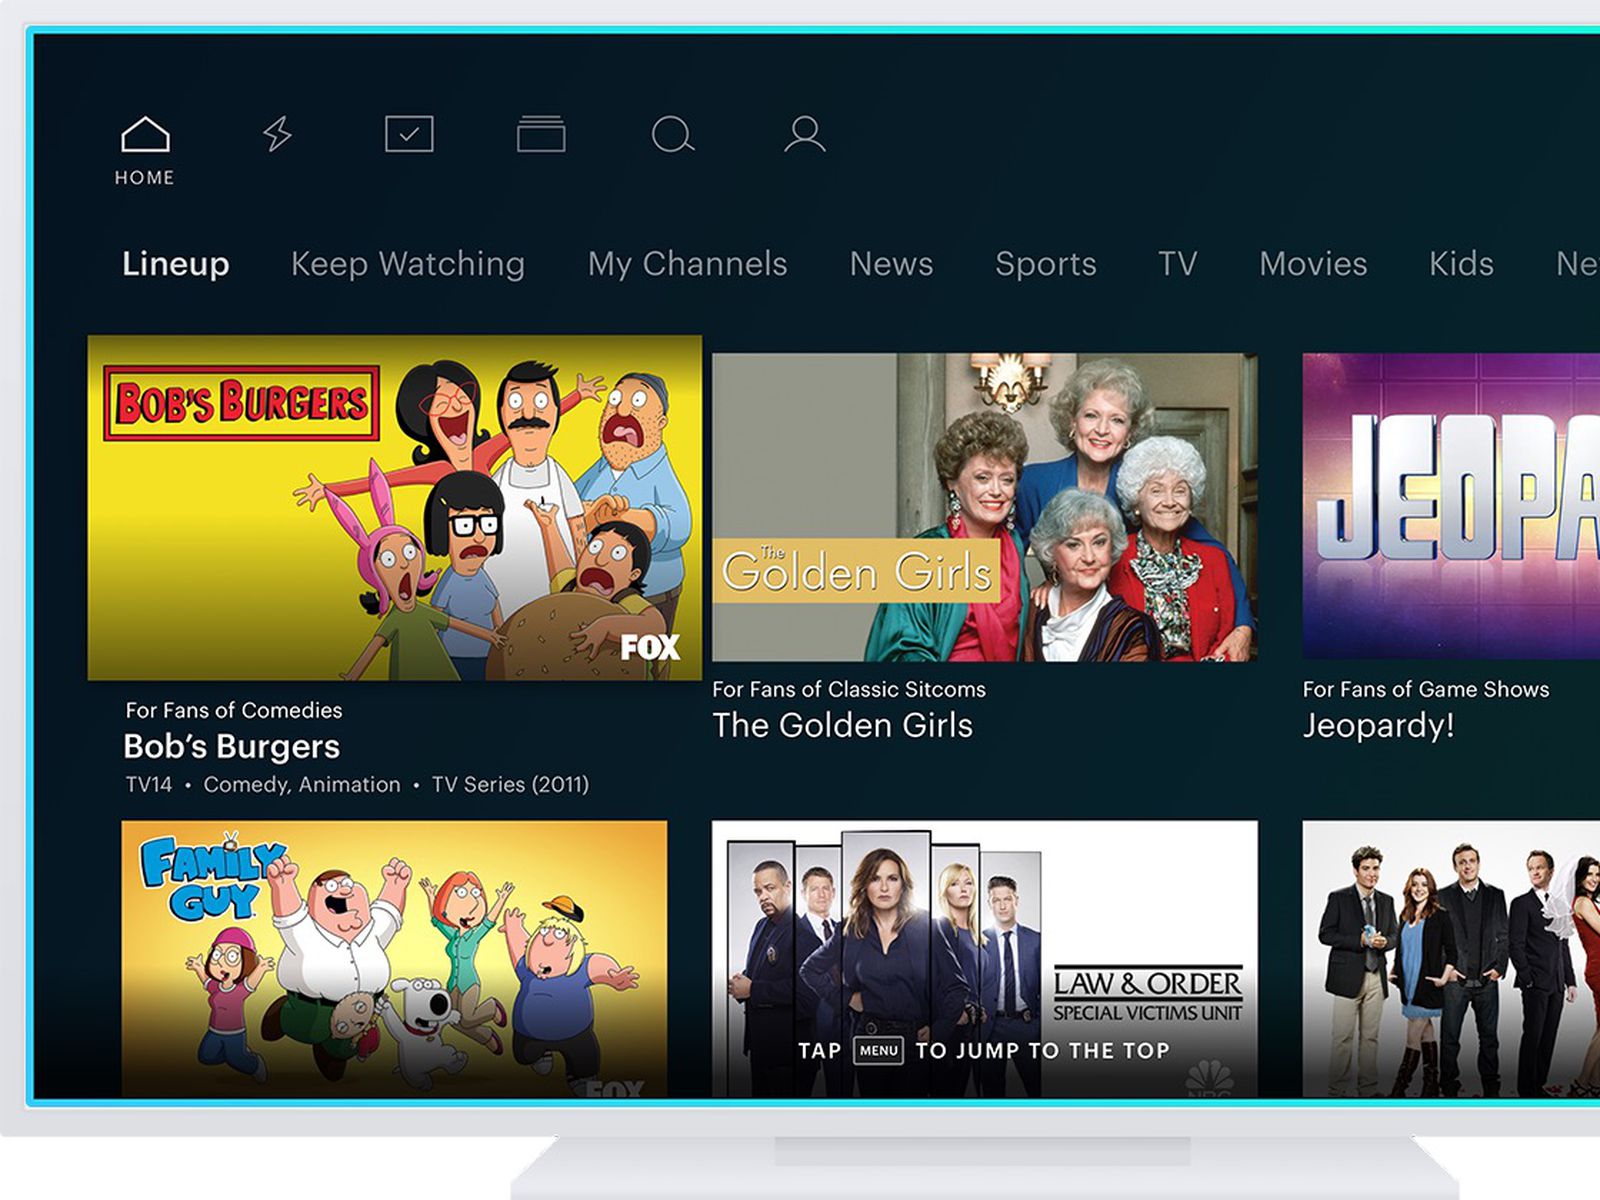 HOME
Lineup Keep Watching My Channels News Sports TV Movies Kids Ne
BOB'S BURGERS
FOX
The
Golden Girls
JEOPA
For Fans of Comedies
Bob's Burgers
TV14 • Comedy, Animation • TV Series (2011)
For Fans of Classic Sitcoms
The Golden Girls
For Fans of Game Shows
Jeopardy!
FAMILY
GUY
FOX
LAW & ORDER
SPECIAL VICTIMS UNIT
TAP MENU TO JUMP TO THE TOP
NBC